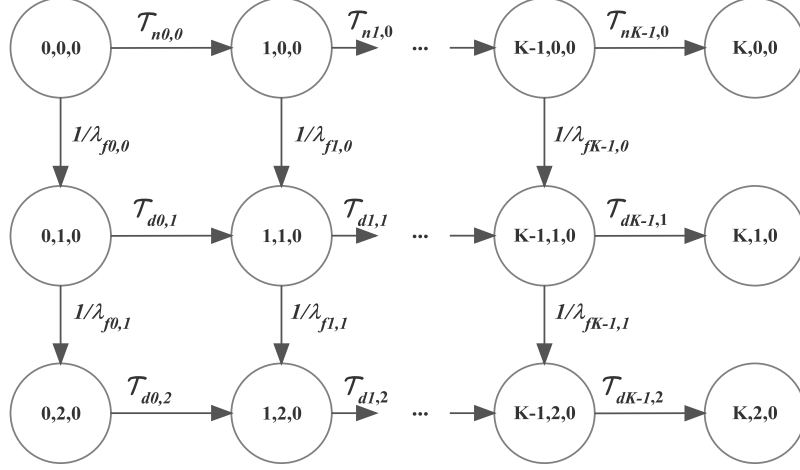 𝒯n0,0 𝒯n1,0 𝒯nK-1,0
0,0,0 1,0,0 ... K-1,0,0 K,0,0
1/λf0,0 1/λf1,0 1/λfK-1,0
𝒯d0,1 𝒯d1,1 𝒯dK-1,1
0,1,0 1,1,0 ... K-1,1,0 K,1,0
1/λf0,1 1/λf1,1 1/λfK-1,1
𝒯d0,2 𝒯d1,2 𝒯dK-1,2
0,2,0 1,2,0 ... K-1,2,0 K,2,0